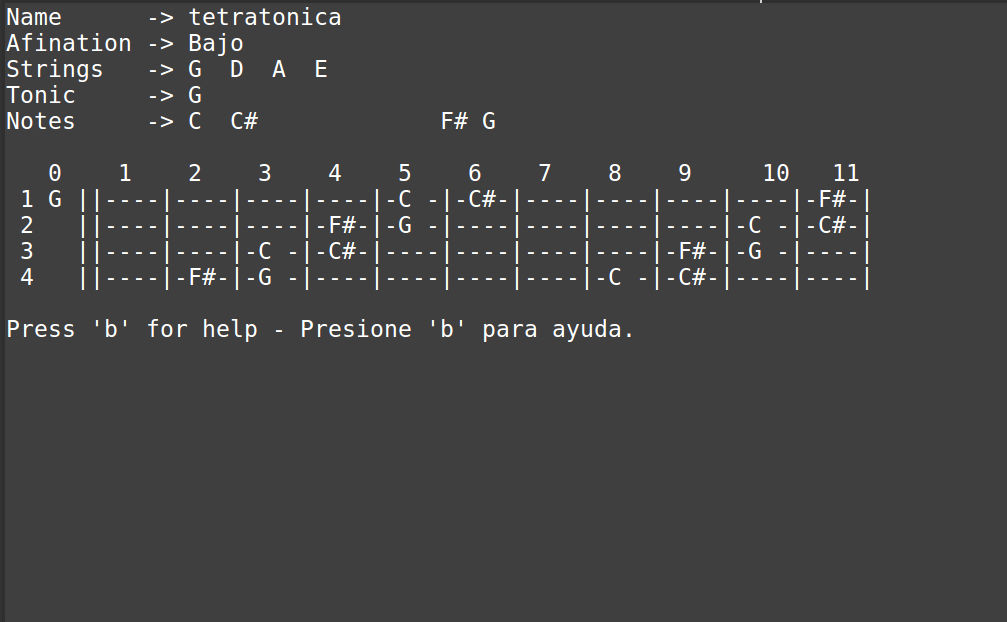 Name      -> tetratonica
Afination -> Bajo
Strings   -> G  D  A  E
Tonic     -> G
Notes     -> C  C#             F# G
   0    1    2    3    4    5    6    7    8    9     10   11
 1 G ||----|----|----|----|-C -|-C#-|----|----|----|----|-F#-|
 2   ||----|----|----|-F#-|-G -|----|----|----|----|-C -|-C#-|
 3   ||----|----|-C -|-C#-|----|----|----|----|-F#-|-G -|----|
 4   ||----|-F#-|-G -|----|----|----|----|-C -|-C#-|----|----|
Press 'b' for help - Presione 'b' para ayuda.